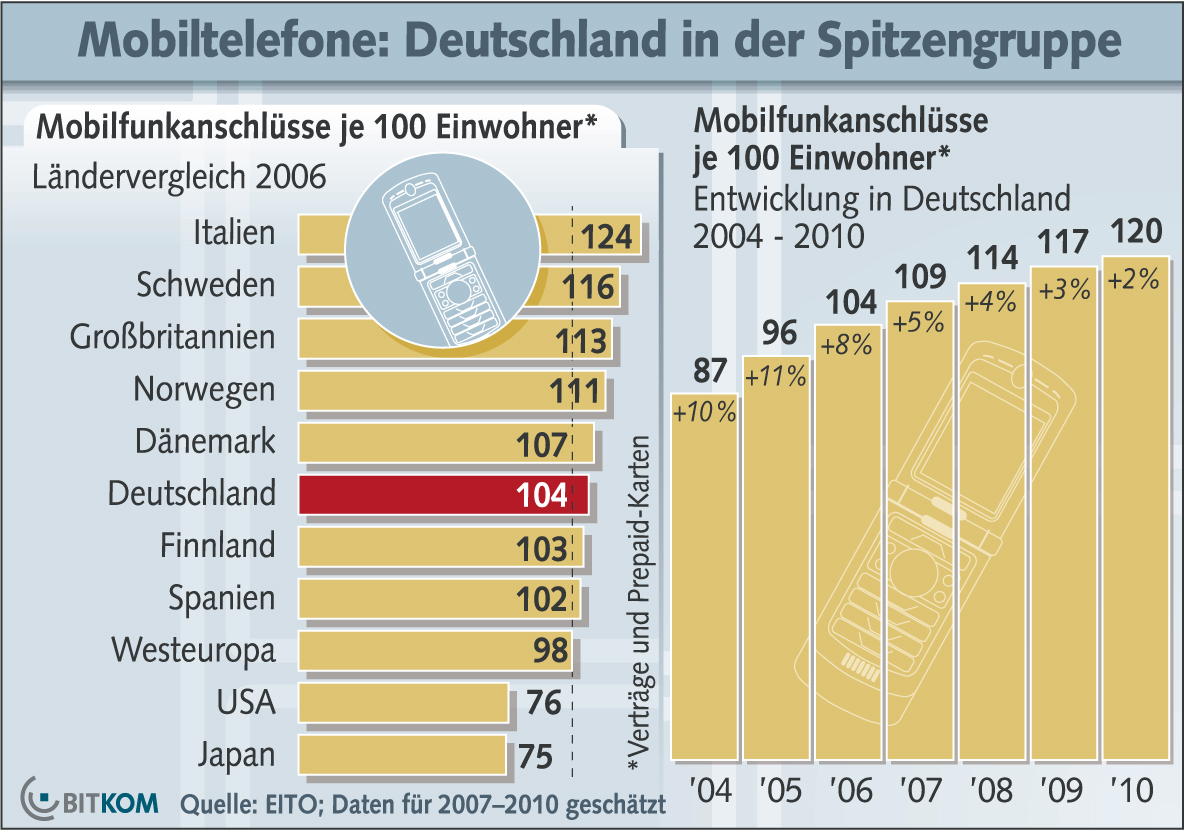 Mobiltelefone: Deutschland in der Spitzengruppe
Mobilfunkanschlüsse je 100 Einwohner*
Ländervergleich 2006
Italien 124
Schweden 116
Großbritannien 113
Norwegen 111
Dänemark 107
Deutschland 104
Finnland 103
Spanien 102
Westeuropa 98
USA 76
Japan 75
*Verträge und Prepaid-Karten
Mobilfunkanschlüsse
je 100 Einwohner*
Entwicklung in Deutschland
2004 - 2010
87 96 104 109 114 117 120
+10% +11% +8% +5% +4% +3% +2%
’04 ’05 ’06 ’07 ’08 ’09 ’10
BITKOM
Quelle: EITO; Daten für 2007–2010 geschätzt